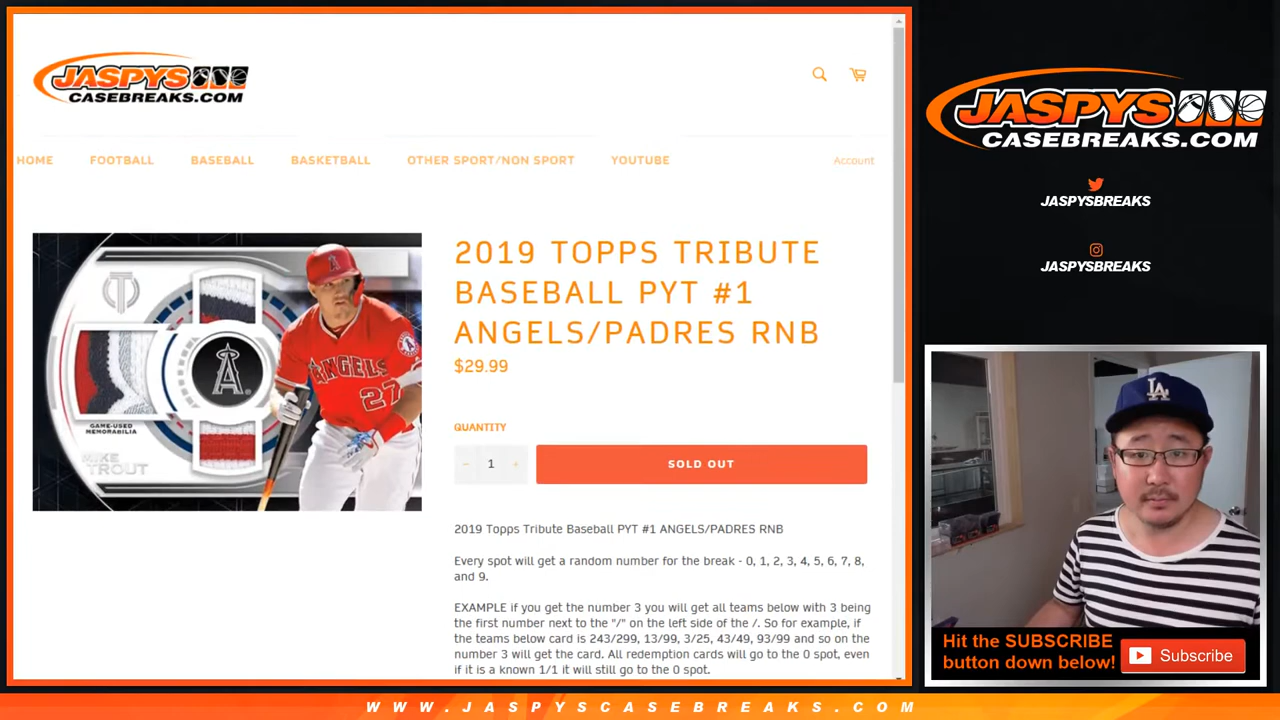 JASPYS
CASEBREAKS.COM
HOME FOOTBALL BASEBALL BASKETBALL OTHER SPORT/NON SPORT YOUTUBE Account
2019 TOPPS TRIBUTE
BASEBALL PYT #1
ANGELS/PADRES RNB
$29.99
QUANTITY
− 1 +
SOLD OUT
2019 Topps Tribute Baseball PYT #1 ANGELS/PADRES RNB
Every spot will get a random number for the break - 0, 1, 2, 3, 4, 5, 6, 7, 8,
and 9.
EXAMPLE if you get the number 3 you will get all teams below with 3 being
the first number next to the "/" on the left side of the /. So for example, if
the teams below card is 243/299, 13/99, 3/25, 43/49, 93/99 and so on the
number 3 will get the card. All redemption cards will go to the 0 spot, even
if it is a known 1/1 it will still go to the 0 spot.
T
A
ANGELS
27
GAME-USED
MEMORABILIA
MIKE
TROUT
JASPYS
CASEBREAKS.COM
JASPYSBREAKS
JASPYSBREAKS
LA
Hit the SUBSCRIBE
button down below!
Subscribe
WWW.JASPYSCASEBREAKS.COM